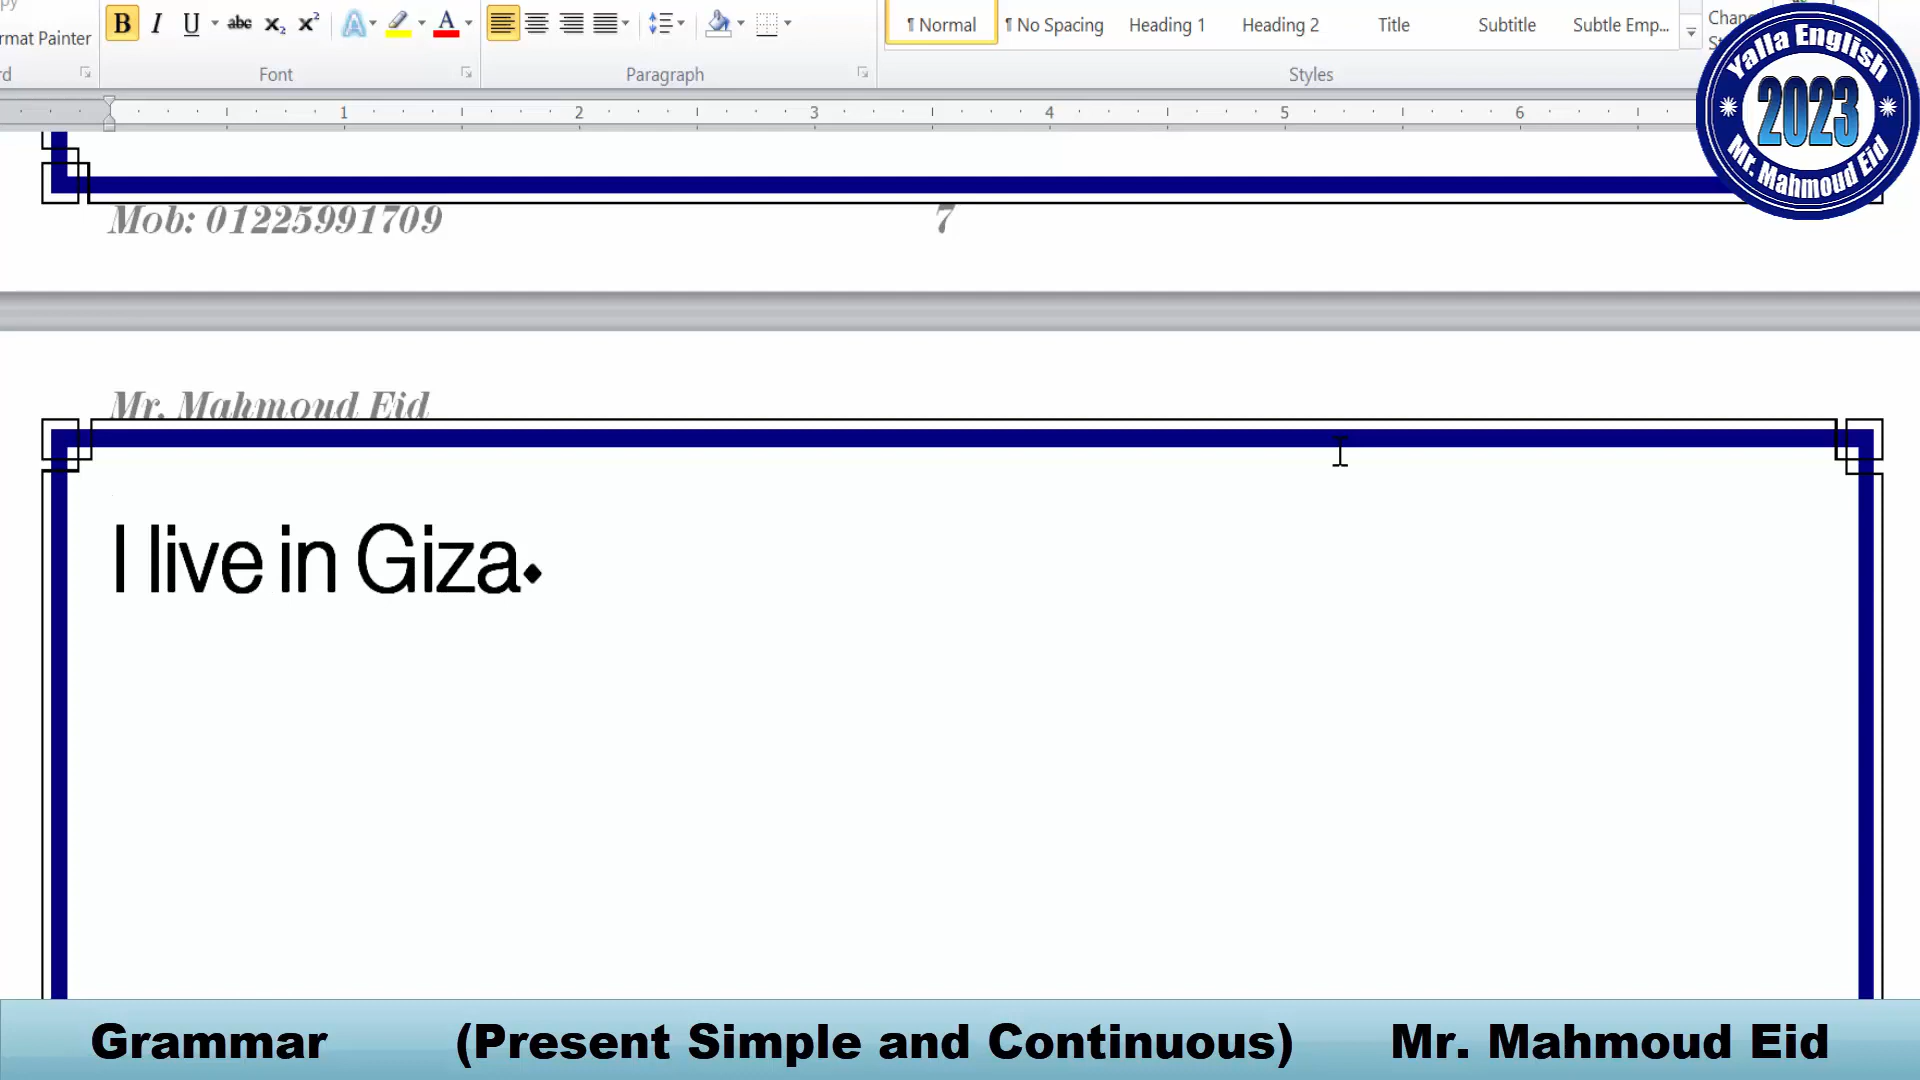 rmat Painter
B I U abc x₂ x² A A
¶ Normal ¶ No Spacing Heading 1 Heading 2 Title Subtitle Subtle Emp...
Font Paragraph Styles
1 2 3 4 5 6
Yalla English
2023
Mr. Mahmoud Eid
Mob: 01225991709 7
Mr. Mahmoud Eid
I live in Giza.
Grammar (Present Simple and Continuous) Mr. Mahmoud Eid